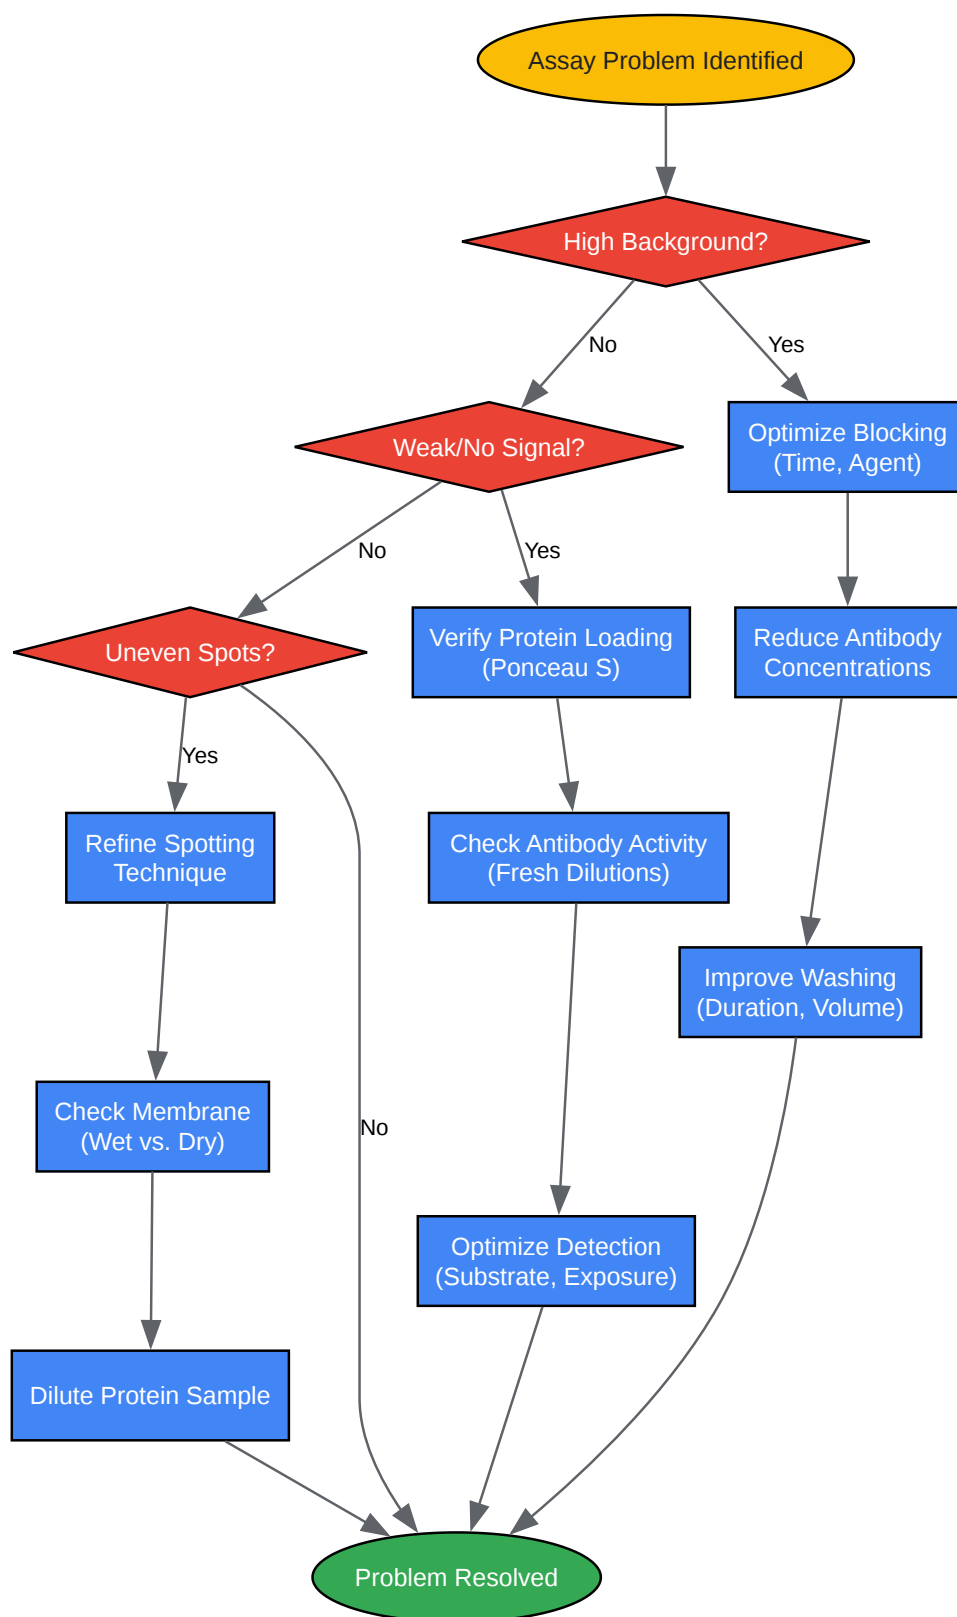 Assay Problem Identified
High Background?
No
Yes
Weak/No Signal?
Optimize Blocking
(Time, Agent)
No
Yes
Uneven Spots?
Verify Protein Loading
(Ponceau S)
Reduce Antibody
Concentrations
Yes
Refine Spotting
Technique
Check Antibody Activity
(Fresh Dilutions)
Improve Washing
(Duration, Volume)
Check Membrane
(Wet vs. Dry)
No
Optimize Detection
(Substrate, Exposure)
Dilute Protein Sample
Problem Resolved